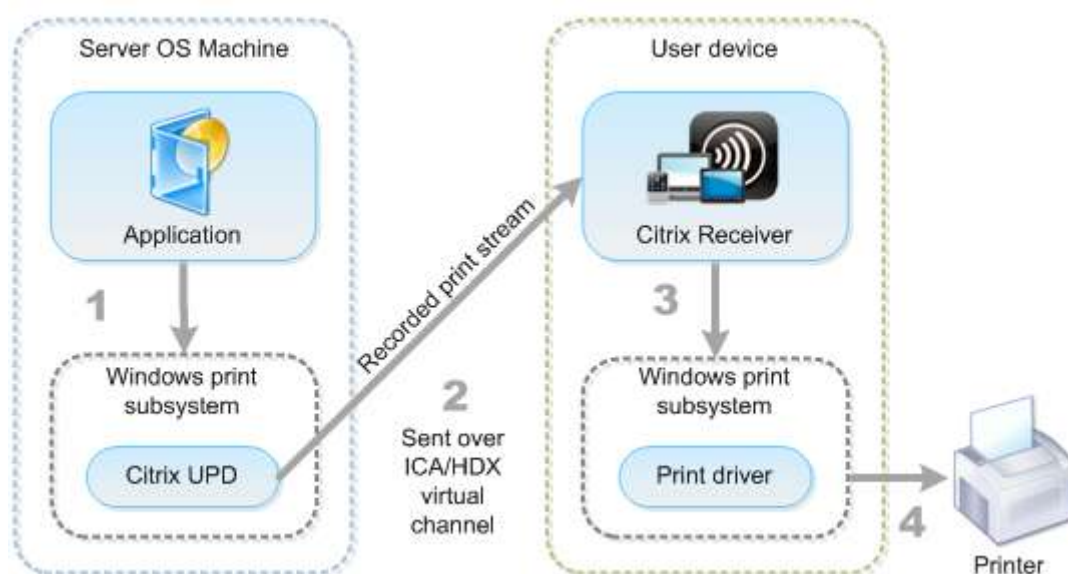 Server OS Machine
Application
1
Windows print
subsystem
Citrix UPD
Recorded print stream
2
Sent over
ICA/HDX
virtual
channel
User device
Citrix Receiver
3
Windows print
subsystem
Print driver
4
Printer